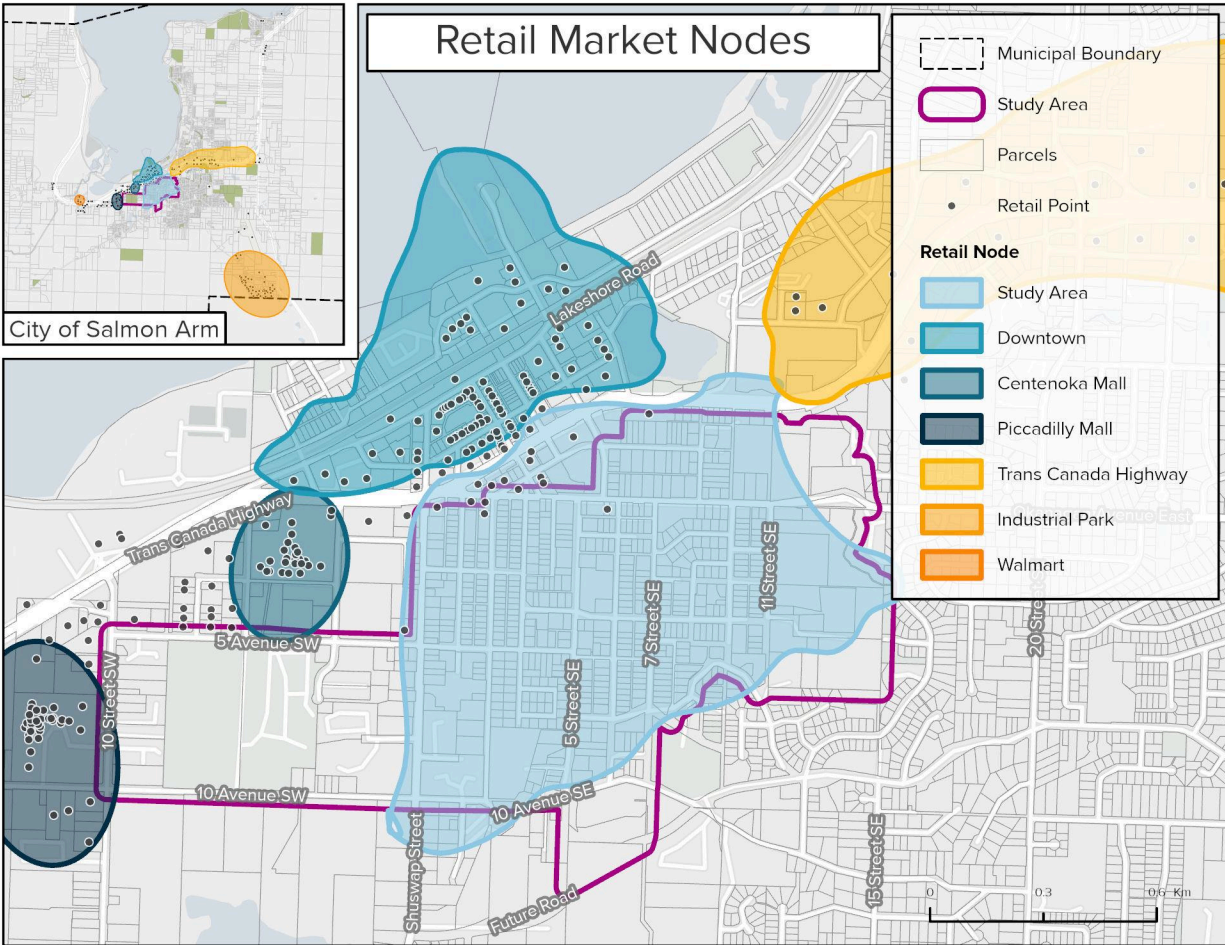 Retail Market Nodes
City of Salmon Arm
Municipal Boundary
Study Area
Parcels
Retail Point
Retail Node
Study Area
Downtown
Centenoka Mall
Piccadilly Mall
Trans Canada Highway
Industrial Park
Walmart
Lakeshore Road
Trans Canada Highway
5 Avenue SW
10 Street SW
10 Avenue SW
Shuswap Street
10 Avenue SE
5 Street SE
7 Street SE
11 Street SE
15 Street SE
Future Road
20 Street
Avenue East
0
0.3
0.6 Km